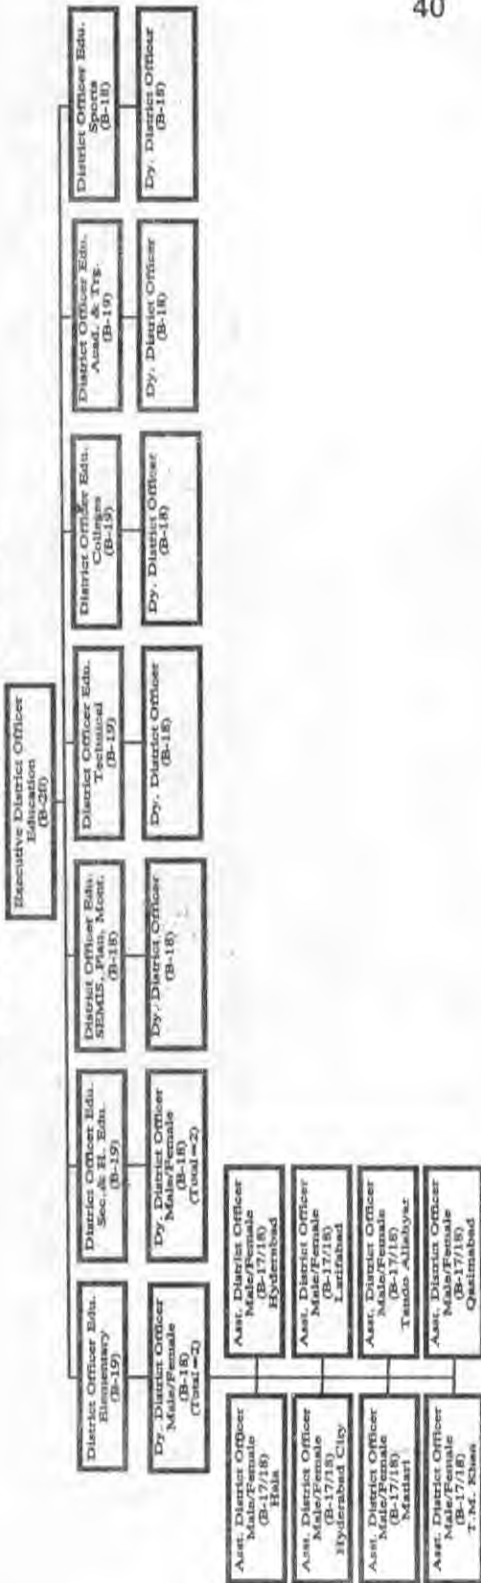 40
Executive District Officer
Education
(B-20)
District Officer Edu.
Elementary
(B-19)
District Officer Edu.
Sec. & H. Edu.
(B-19)
District Officer Edu.
SEMIS, Plan, Mont.
(B-18)
District Officer Edu.
Technical
(B-19)
District Officer Edu.
Colleges
(B-19)
District Officer Edu.
Acad. & Trg.
(B-19)
District Officer Edu.
Sports
(B-18)
Dy. District Officer
Male/Female
(B-18)
(Total=2)
Dy. District Officer
Male/Female
(B-18)
(Total=2)
Dy. District Officer
(B-18)
Dy. District Officer
(B-18)
Dy. District Officer
(B-18)
Dy. District Officer
(B-18)
Dy. District Officer
(B-18)
Asst. District Officer
Male/Female
(B-17/18)
Hala
Asst. District Officer
Male/Female
(B-17/18)
Hyderabad
Asst. District Officer
Male/Female
(B-17/18)
Hyderabad City
Asst. District Officer
Male/Female
(B-17/18)
Latifabad
Asst. District Officer
Male/Female
(B-17/18)
Matiari
Asst. District Officer
Male/Female
(B-17/18)
Tando Allahyar
Asst. District Officer
Male/Female
(B-17/18)
T.M. Khan
Asst. District Officer
Male/Female
(B-17/18)
Qasimabad